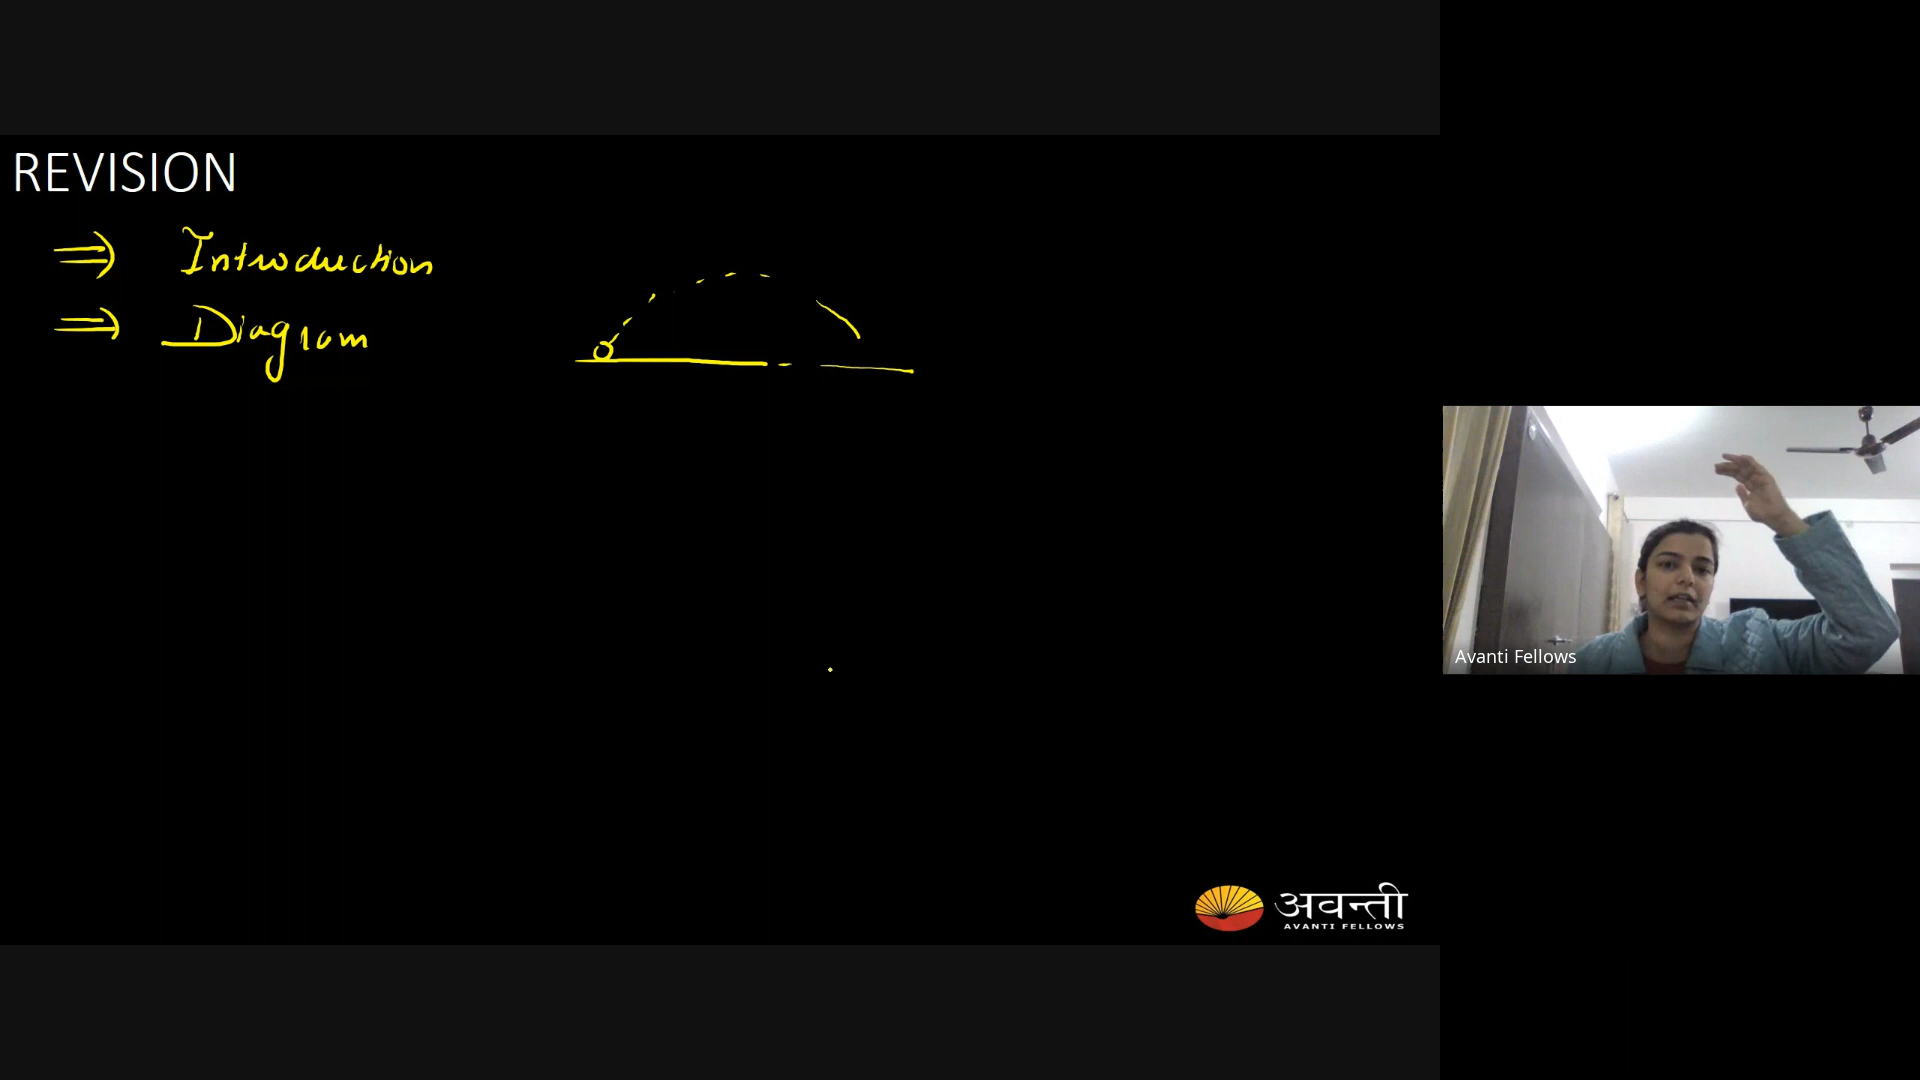 REVISION
⇒ Introduction
⇒ Diagram
Avanti Fellows
अवन्ती
AVANTI FELLOWS